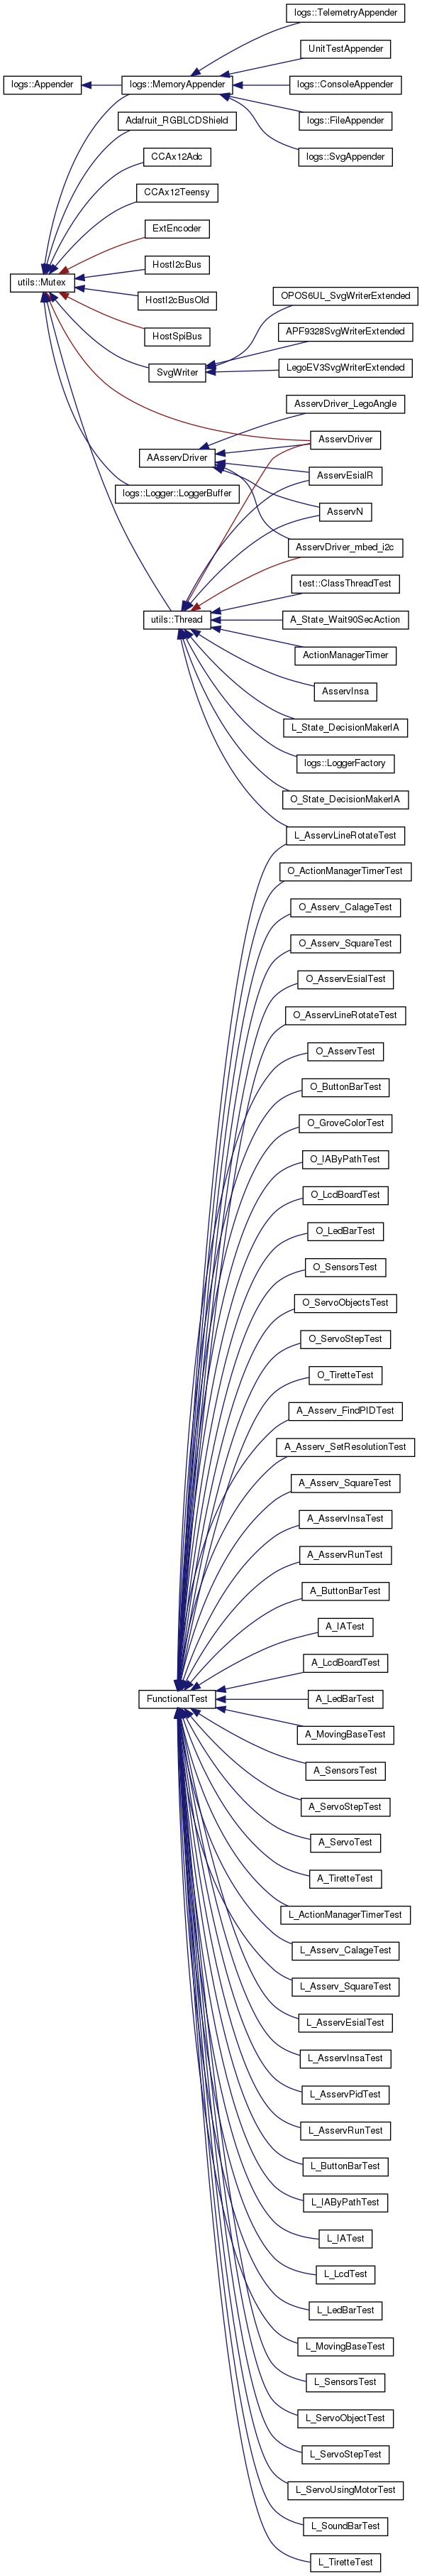 logs::TelemetryAppender
UnitTestAppender
logs::Appender
logs::MemoryAppender
logs::ConsoleAppender
Adafruit_RGBLCDShield
logs::FileAppender
CCAx12Adc
logs::SvgAppender
CCAx12Teensy
ExtEncoder
HostI2cBus
utils::Mutex
HostI2cBusOld
OPOS6UL_SvgWriterExtended
HostSpiBus
APF9328SvgWriterExtended
SvgWriter
LegoEV3SvgWriterExtended
AsservDriver_LegoAngle
AsservDriver
AAsservDriver
AsservEsialR
logs::Logger::LoggerBuffer
AsservN
AsservDriver_mbed_i2c
test::ClassThreadTest
utils::Thread
A_State_Wait90SecAction
ActionManagerTimer
AsservInsa
L_State_DecisionMakerIA
logs::LoggerFactory
O_State_DecisionMakerIA
L_AsservLineRotateTest
O_ActionManagerTimerTest
O_Asserv_CalageTest
O_Asserv_SquareTest
O_AsservEsialTest
O_AsservLineRotateTest
O_AsservTest
O_ButtonBarTest
O_GroveColorTest
O_IAByPathTest
O_LcdBoardTest
O_LedBarTest
O_SensorsTest
O_ServoObjectsTest
O_ServoStepTest
O_TiretteTest
A_Asserv_FindPIDTest
A_Asserv_SetResolutionTest
A_Asserv_SquareTest
A_AsservInsaTest
A_AsservRunTest
A_ButtonBarTest
A_IATest
A_LcdBoardTest
FunctionalTest
A_LedBarTest
A_MovingBaseTest
A_SensorsTest
A_ServoStepTest
A_ServoTest
A_TiretteTest
L_ActionManagerTimerTest
L_Asserv_CalageTest
L_Asserv_SquareTest
L_AsservEsialTest
L_AsservInsaTest
L_AsservPidTest
L_AsservRunTest
L_ButtonBarTest
L_IAByPathTest
L_IATest
L_LcdTest
L_LedBarTest
L_MovingBaseTest
L_SensorsTest
L_ServoObjectTest
L_ServoStepTest
L_ServoUsingMotorTest
L_SoundBarTest
L_TiretteTest